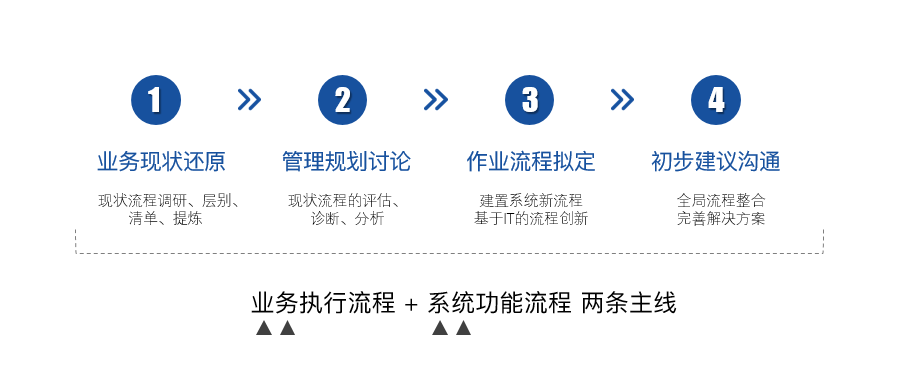 1
2
3
4
业务现状还原
管理规划讨论
作业流程拟定
初步建议沟通
现状流程调研、层别、
清单、提炼
现状流程的评估、
诊断、分析
建置系统新流程
基于IT的流程创新
全局流程整合
完善解决方案
业务执行流程 + 系统功能流程 两条主线